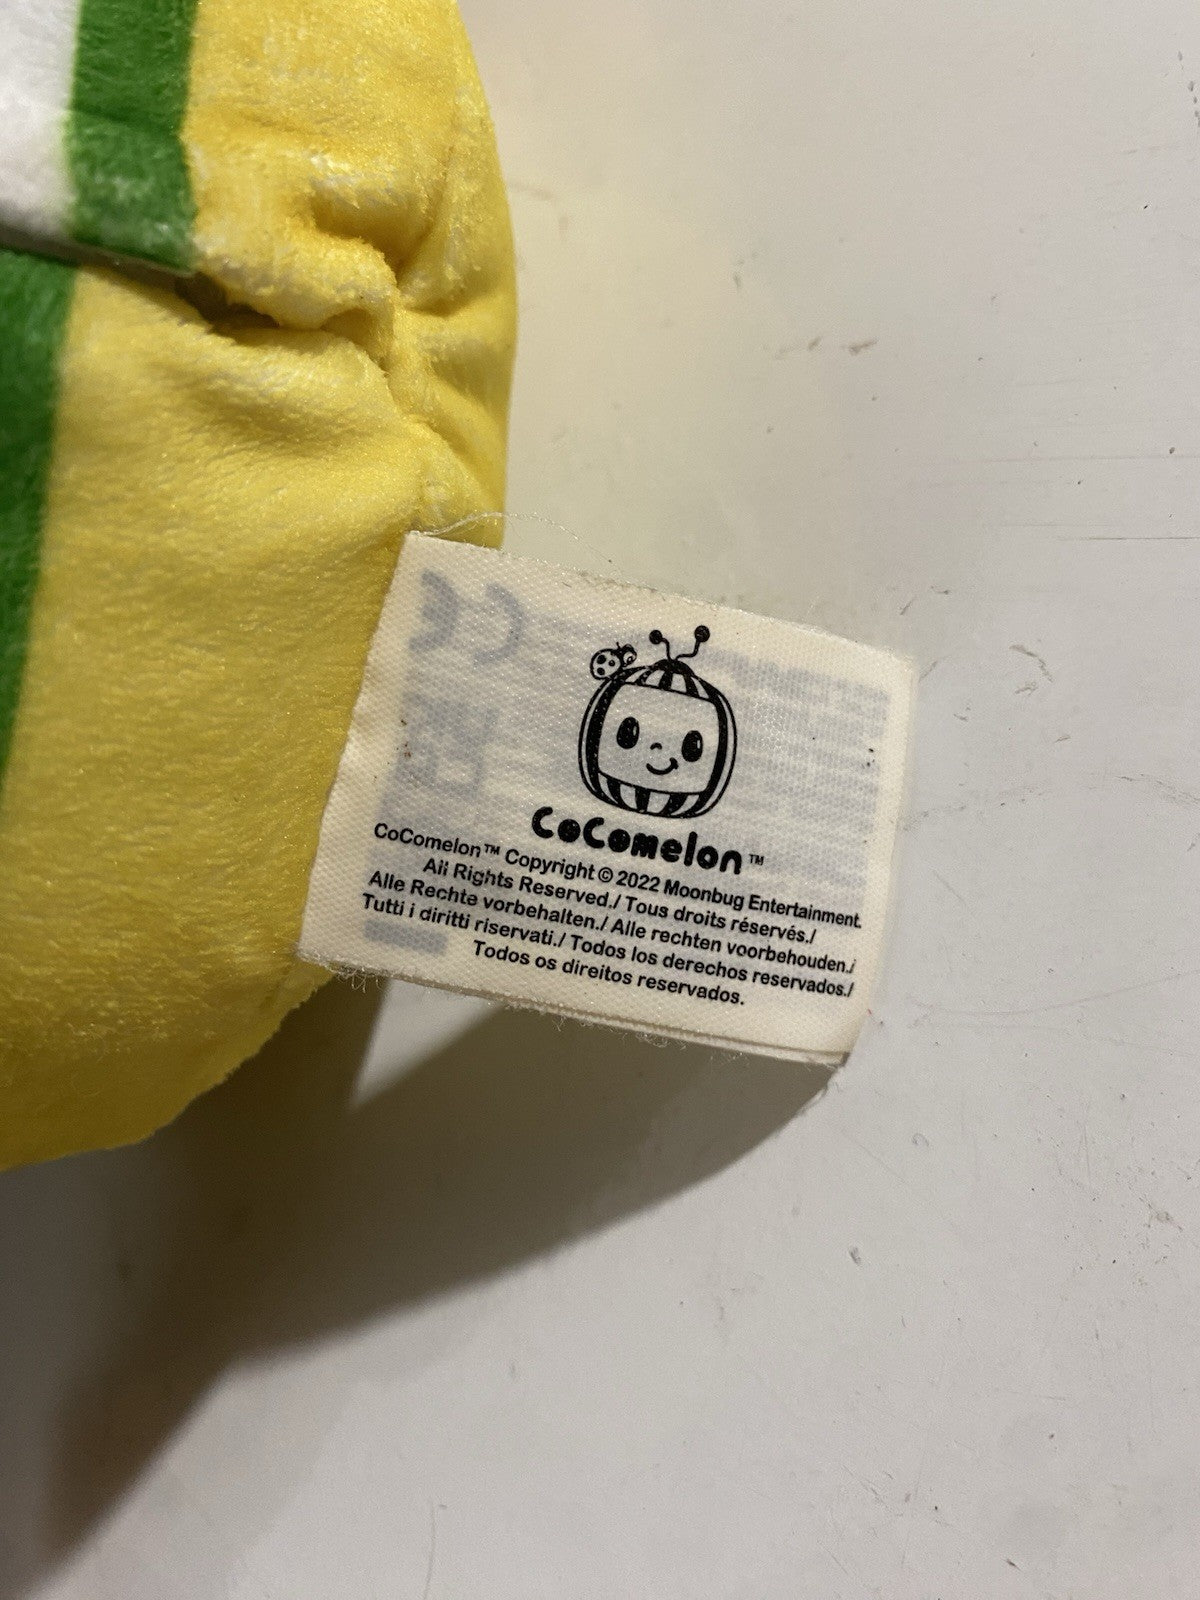 CoComelon™
CoComelon™ Copyright © 2022 Moonbug Entertainment.
All Rights Reserved./ Tous droits réservés./
Alle Rechte vorbehalten./ Alle rechten voorbehouden./
Tutti i diritti riservati./ Todos los derechos reservados./
Todos os direitos reservados.